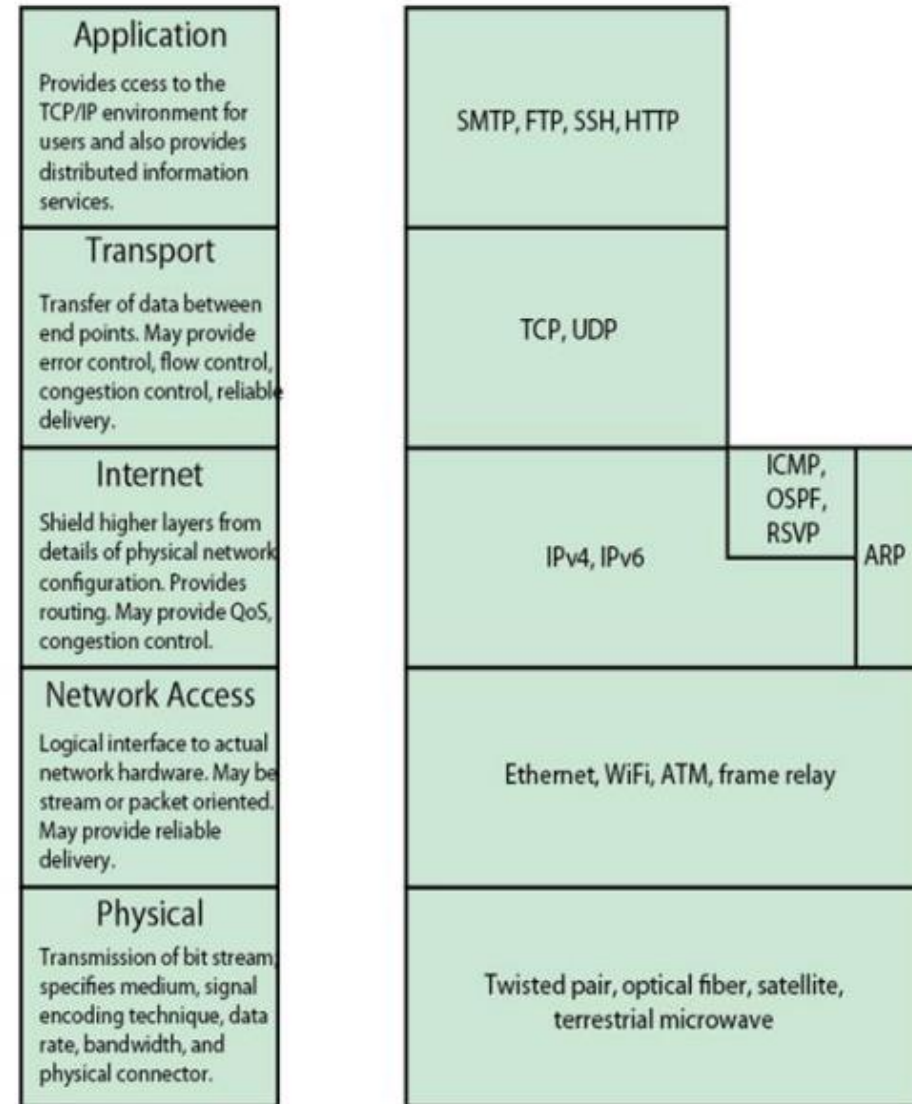 Application
Provides ccess to the
TCP/IP environment for
users and also provides
distributed information
services.
SMTP, FTP, SSH, HTTP
Transport
Transfer of data between
end points. May provide
error control, flow control,
congestion control, reliable
delivery.
TCP, UDP
Internet
Shield higher layers from
details of physical network
configuration. Provides
routing. May provide QoS,
congestion control.
IPv4, IPv6
ICMP,
OSPF,
RSVP
ARP
Network Access
Logical interface to actual
network hardware. May be
stream or packet oriented.
May provide reliable
delivery.
Ethernet, WiFi, ATM, frame relay
Physical
Transmission of bit stream,
specifies medium, signal
encoding technique, data
rate, bandwidth, and
physical connector.
Twisted pair, optical fiber, satellite,
terrestrial microwave